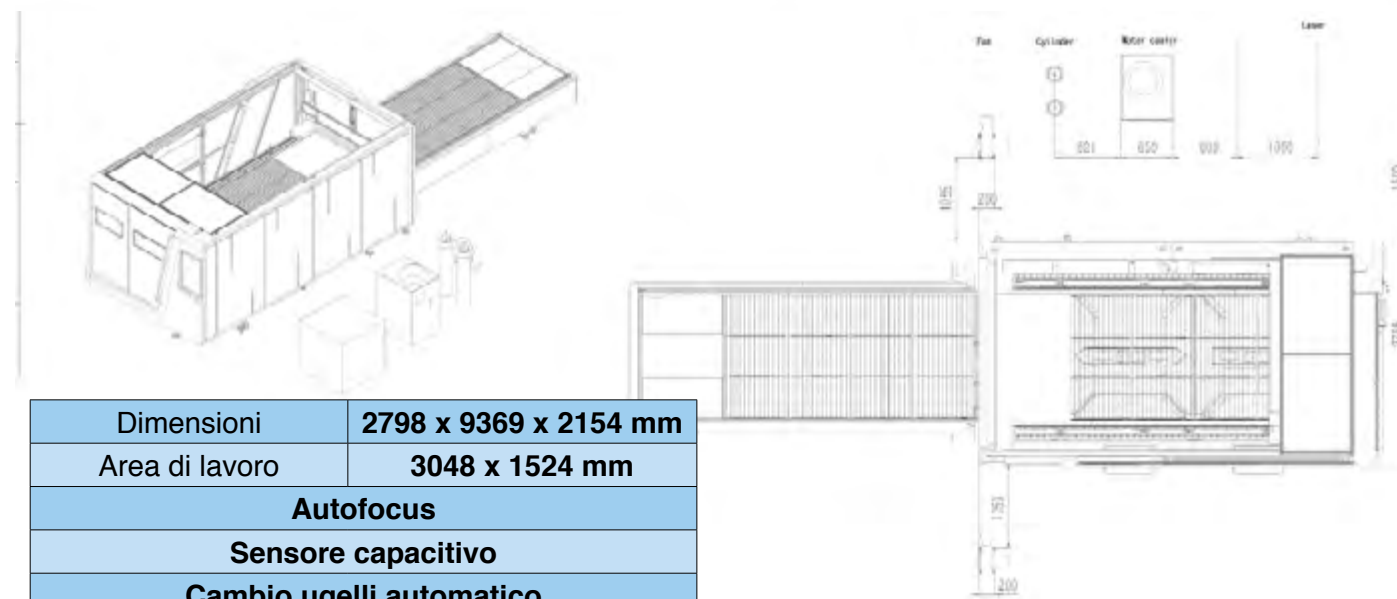 Laser
Fan Cylinder Water cooler
650 1000
200
Dimensioni 2798 x 9369 x 2154 mm
Area di lavoro 3048 x 1524 mm
Autofocus
Sensore capacitivo
Cambio ugelli automatico
200